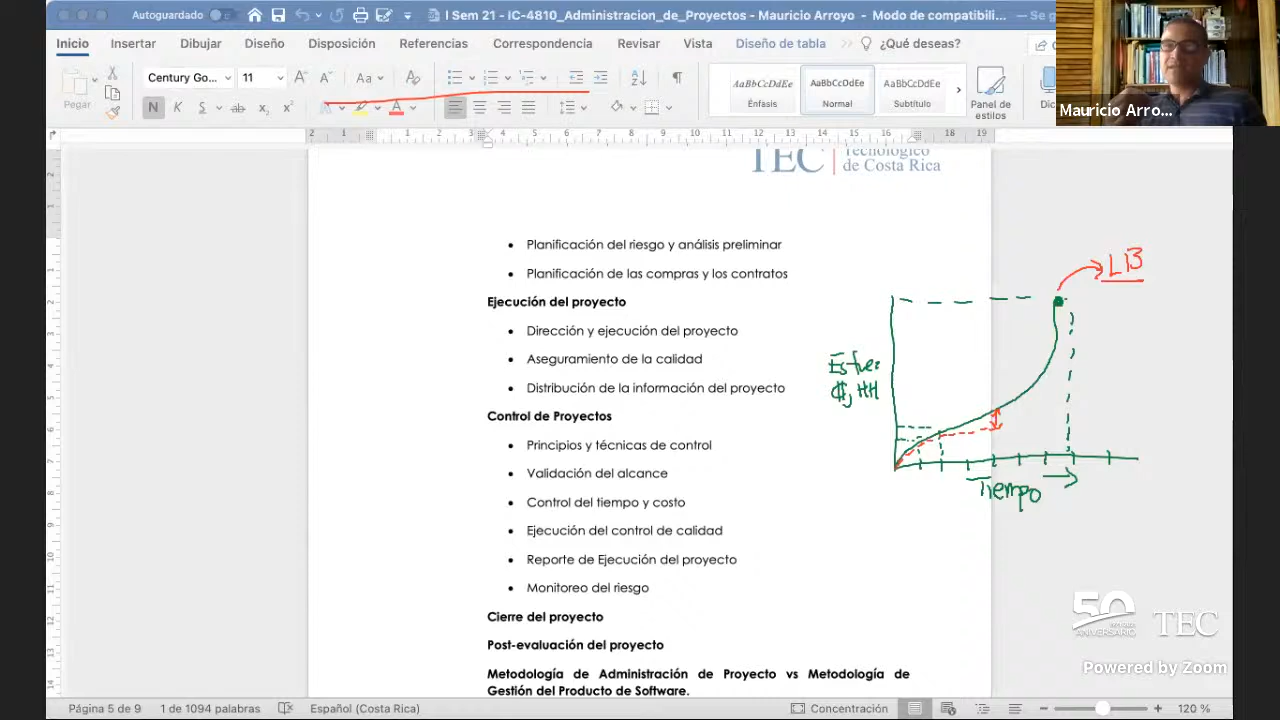 Autoguardado
I Sem 21 - IC-4810_Administracion_de_Proyectos - Mauricio Arroyo - Modo de compatibili...
Inicio Insertar Dibujar Diseño Disposición Referencias Correspondencia Revisar Vista Diseño de tabla ¿Qué deseas?
Pegar
Century Go... 11
N K S ab x x A
AaBbCcDdEe AaBbCcDdEe AaBbCcDdEe
Énfasis Normal Subtítulo
Panel de
estilos
Mauricio Arro...
TEC Tecnológico
de Costa Rica
• Planificación del riesgo y análisis preliminar
• Planificación de las compras y los contratos
Ejecución del proyecto
• Dirección y ejecución del proyecto
• Aseguramiento de la calidad
• Distribución de la información del proyecto
Control de Proyectos
• Principios y técnicas de control
• Validación del alcance
• Control del tiempo y costo
• Ejecución del control de calidad
• Reporte de Ejecución del proyecto
• Monitoreo del riesgo
Cierre del proyecto
Post-evaluación del proyecto
Metodología de Administración de Proyecto vs Metodología de
Gestión del Producto de Software.
LB
Esfue
$, HH
Tiempo
50 TEC
ANIVERSARIO
Powered by Zoom
Página 5 de 9 1 de 1094 palabras Español (Costa Rica) Concentración 120 %